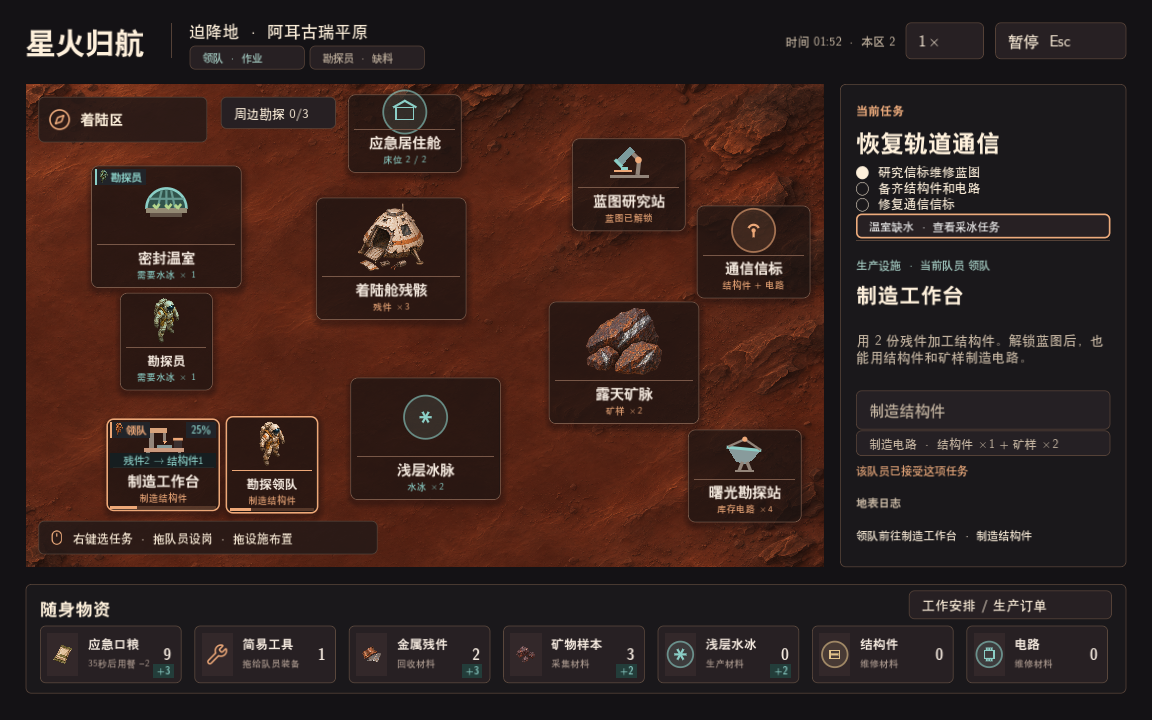 星火归航
迫降地 · 阿耳古瑞平原
领队 · 作业
勘探员 · 缺料
时间 01:52 · 本区 2
1×
暂停 Esc
着陆区
周边勘探 0/3
应急居住舱
床位 2 / 2
勘探员
密封温室
需要水冰 ×1
勘探员
需要水冰 ×1
着陆舱残骸
残件 ×3
蓝图研究站
蓝图已解锁
通信信标
结构件 + 电路
露天矿脉
矿样 ×2
浅层冰脉
水冰 ×2
曙光勘探站
库存电路 ×4
领队
25%
残件2 → 结构件1
制造工作台
制造结构件
勘探领队
制造结构件
右键选任务 · 拖队员设岗 · 拖设施布置
当前任务
恢复轨道通信
研究信标维修蓝图
备齐结构件和电路
修复通信信标
温室缺水 · 查看采冰任务
生产设施 · 当前队员 领队
制造工作台
用 2 份残件加工结构件。解锁蓝图后，也
能用结构件和矿样制造电路。
制造结构件
制造电路 · 结构件 ×1 + 矿样 ×2
该队员已接受这项任务
地表日志
领队前往制造工作台 · 制造结构件
随身物资
工作安排 / 生产订单
应急口粮
35秒后用餐 −2
9
+3
简易工具
拖给队员装备
1
金属残件
回收材料
2
+3
矿物样本
采集材料
3
+2
浅层水冰
生产材料
0
+2
结构件
维修材料
0
电路
维修材料
0